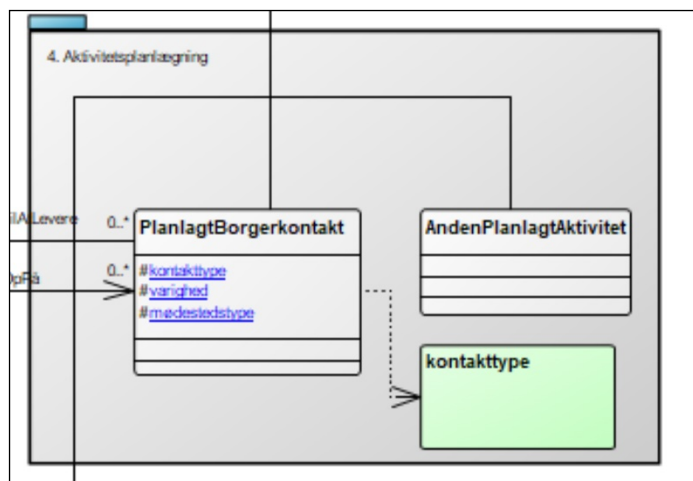 4. Aktivitetsplanlægning
0..*
PlanlagtBorgerkontakt
0..*
#kontakttype
#varighed
#mødestedstype
AndenPlanlagtAktivitet
kontakttype